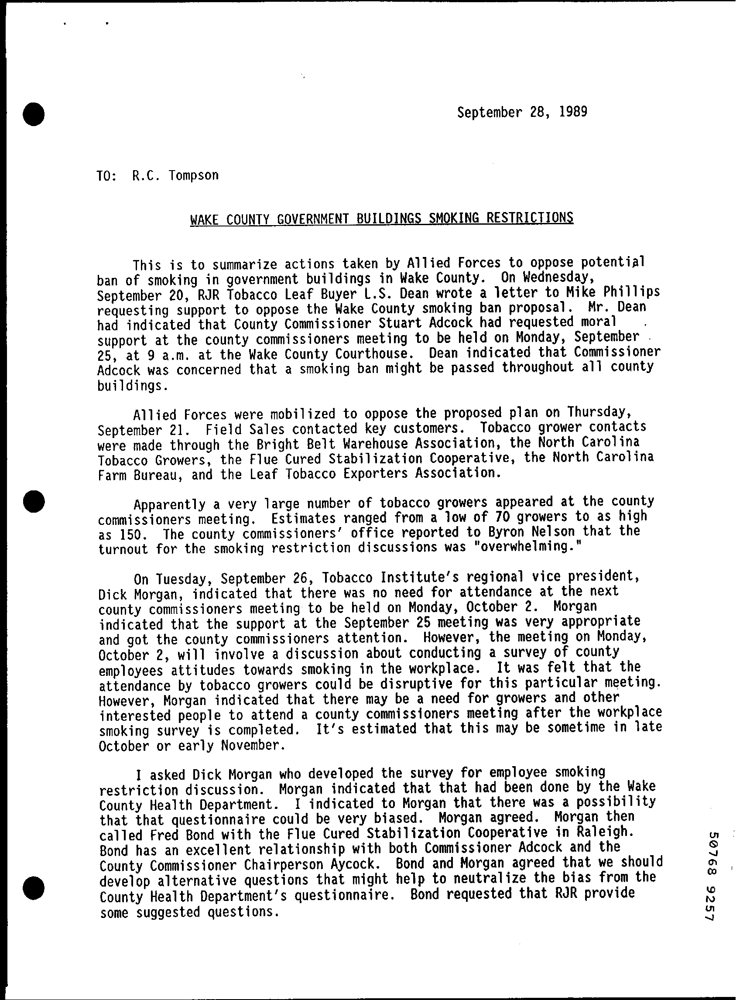 September 28, 1989
TO: R.C. Tompson
WAKE COUNTY GOVERNMENT BUILDINGS SMOKING RESTRICTIONS
This is to summarize actions taken by Allied Forces to oppose potential
ban of smoking in government buildings in Wake County. On Wednesday,
September 20, RJR Tobacco Leaf Buyer L.S. Dean wrote a letter to Mike Phillips
requesting support to oppose the Wake County smoking ban proposal. Mr. Dean
had indicated that County Commissioner Stuart Adcock had requested moral
support at the county commissioners meeting to be held on Monday, September
25, at 9 a.m. at the Wake County Courthouse. Dean indicated that Commissioner
Adcock was concerned that a smoking ban might be passed throughout all county
buildings.
Allied Forces were mobilized to oppose the proposed plan on Thursday,
September 21. Field Sales contacted key customers. Tobacco grower contacts
were made through the Bright Belt Warehouse Association, the North Carolina
Tobacco Growers, the Flue Cured Stabilization Cooperative, the North Carolina
Farm Bureau, and the Leaf Tobacco Exporters Association.
Apparently a very large number of tobacco growers appeared at the county
commissioners meeting. Estimates ranged from a low of 70 growers to as high
as 150. The county commissioners' office reported to Byron Nelson that the
turnout for the smoking restriction discussions was "overwhelming."
On Tuesday, September 26, Tobacco Institute's regional vice president,
Dick Morgan, indicated that there was no need for attendance at the next
county commissioners meeting to be held on Monday, October 2. Morgan
indicated that the support at the September 25 meeting was very appropriate
and got the county commissioners attention. However, the meeting on Monday,
October 2, will involve a discussion about conducting a survey of county
employees attitudes towards smoking in the workplace. It was felt that the
attendance by tobacco growers could be disruptive for this particular meeting.
However, Morgan indicated that there may be a need for growers and other
interested people to attend a county commissioners meeting after the workplace
smoking survey is completed. It's estimated that this may be sometime in late
October or early November.
I asked Dick Morgan who developed the survey for employee smoking
restriction discussion. Morgan indicated that that had been done by the Wake
County Health Department. I indicated to Morgan that there was a possibility
that that questionnaire could be very biased. Morgan agreed. Morgan then
called Fred Bond with the Flue Cured Stabilization Cooperative in Raleigh.
Bond has an excellent relationship with both Commissioner Adcock and the
County Commissioner Chairperson Aycock. Bond and Morgan agreed that we should
develop alternative questions that might help to neutralize the bias from the
County Health Department's questionnaire. Bond requested that RJR provide
some suggested questions.
50768 9257